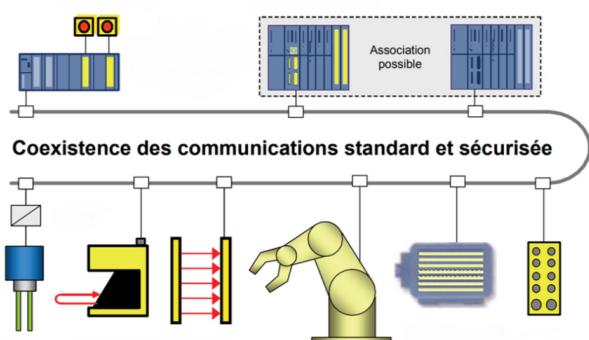 Association
possible
Coexistence des communications standard et sécurisée